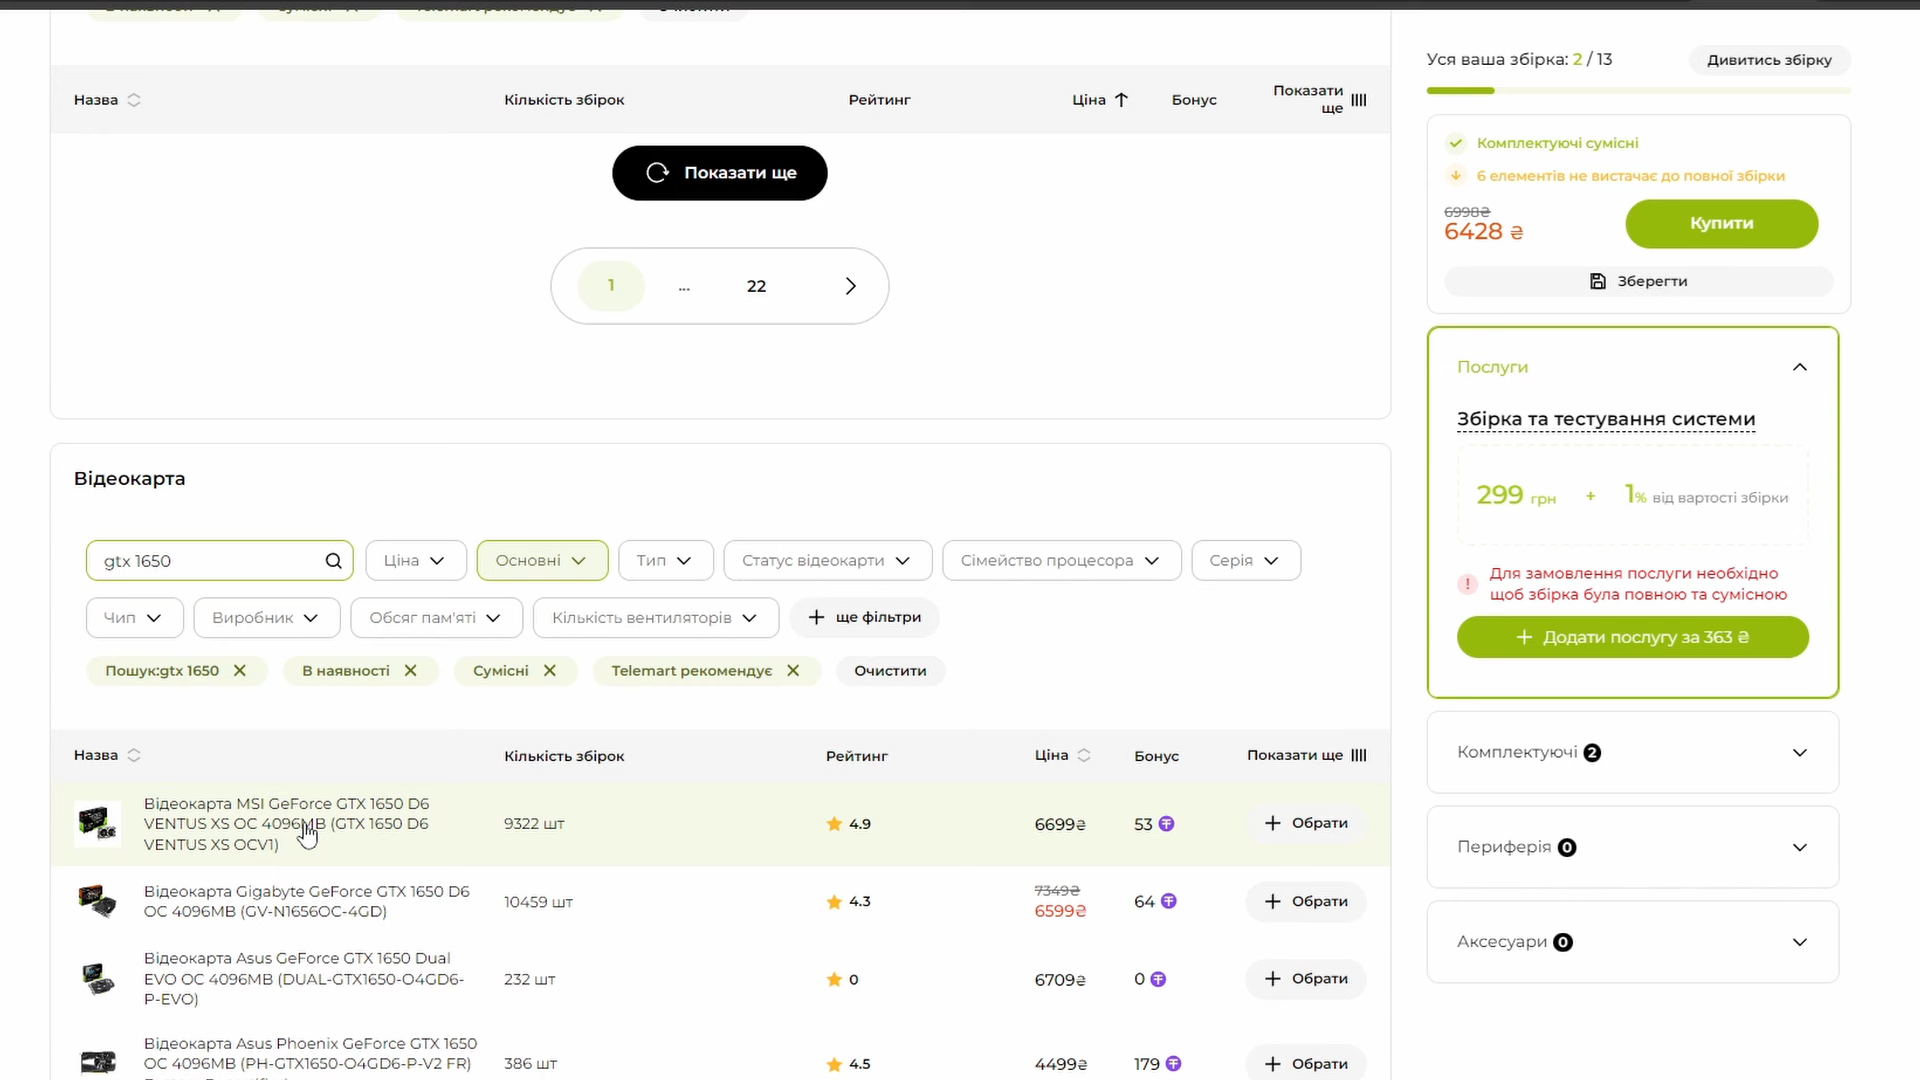 Уся ваша збірка: 2 / 13
Дивитись збірку
Назва
Кількість збірок
Рейтинг
Ціна
Бонус
Показати
ще
Показати ще
1
...
22
Комплектуючі сумісні
6 елементів не вистачає до повної збірки
6998₴
6428 ₴
Купити
Зберегти
Послуги
Збірка та тестування системи
299 грн + 1% від вартості збірки
Для замовлення послуги необхідно
щоб збірка була повною та сумісною
Додати послугу за 363 ₴
Комплектуючі 2
Периферія 0
Аксесуари 0
Відеокарта
gtx 1650
Ціна
Основні
Тип
Статус відеокарти
Сімейство процесора
Серія
Чип
Виробник
Обсяг пам'яті
Кількість вентиляторів
ще фільтри
Пошук:gtx 1650
В наявності
Сумісні
Telemart рекомендує
Очистити
Назва
Кількість збірок
Рейтинг
Ціна
Бонус
Показати ще
Відеокарта MSI GeForce GTX 1650 D6
VENTUS XS OC 4096MB (GTX 1650 D6
VENTUS XS OCV1)
9322 шт
4.9
6699₴
53
Обрати
Відеокарта Gigabyte GeForce GTX 1650 D6
OC 4096MB (GV-N1656OC-4GD)
10459 шт
4.3
7349₴
6599₴
64
Обрати
Відеокарта Asus GeForce GTX 1650 Dual
EVO OC 4096MB (DUAL-GTX1650-O4GD6-
P-EVO)
232 шт
0
6709₴
0
Обрати
Відеокарта Asus Phoenix GeForce GTX 1650
OC 4096MB (PH-GTX1650-O4GD6-P-V2 FR)
386 шт
4.5
4499₴
179
Обрати